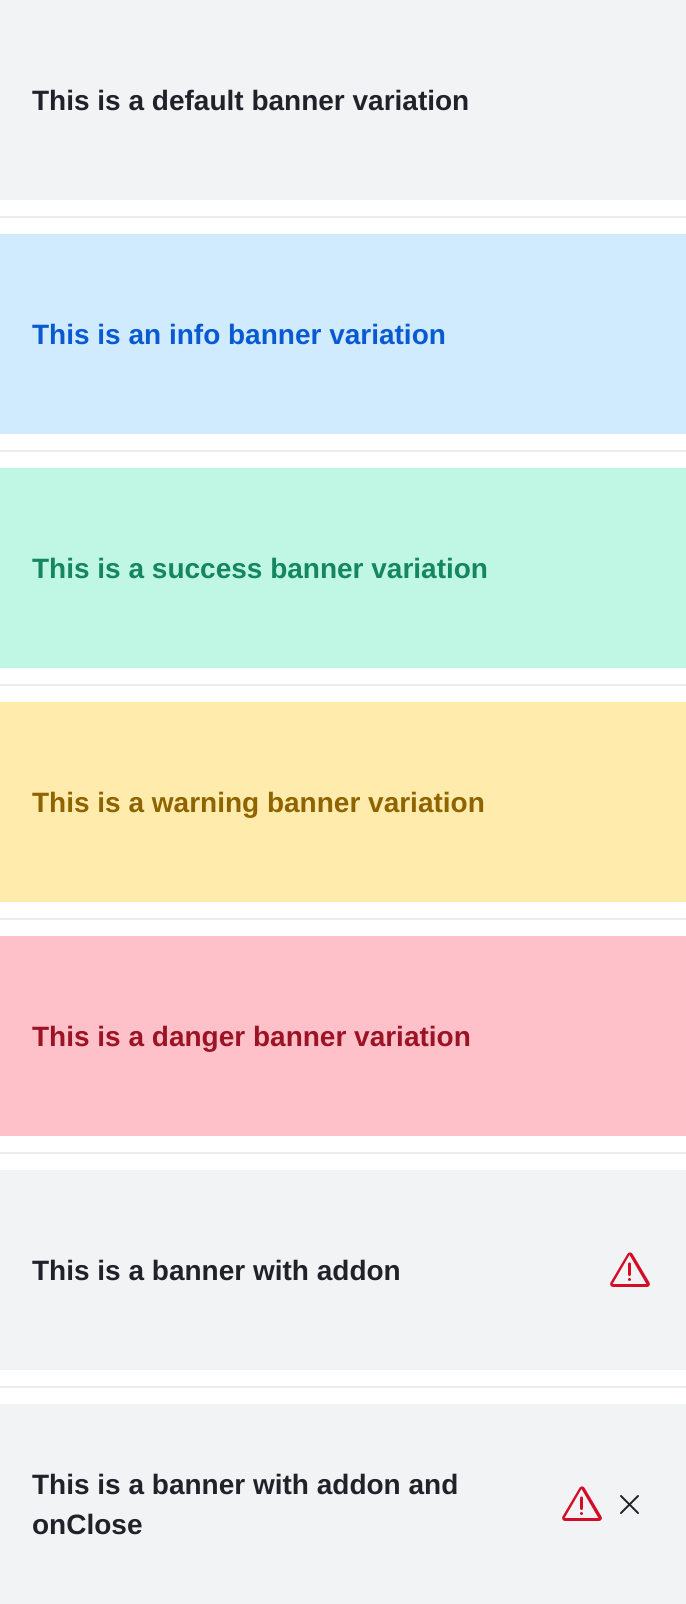 This is a default banner variation
This is an info banner variation
This is a success banner variation
This is a warning banner variation
This is a danger banner variation
This is a banner with addon
This is a banner with addon and
onClose